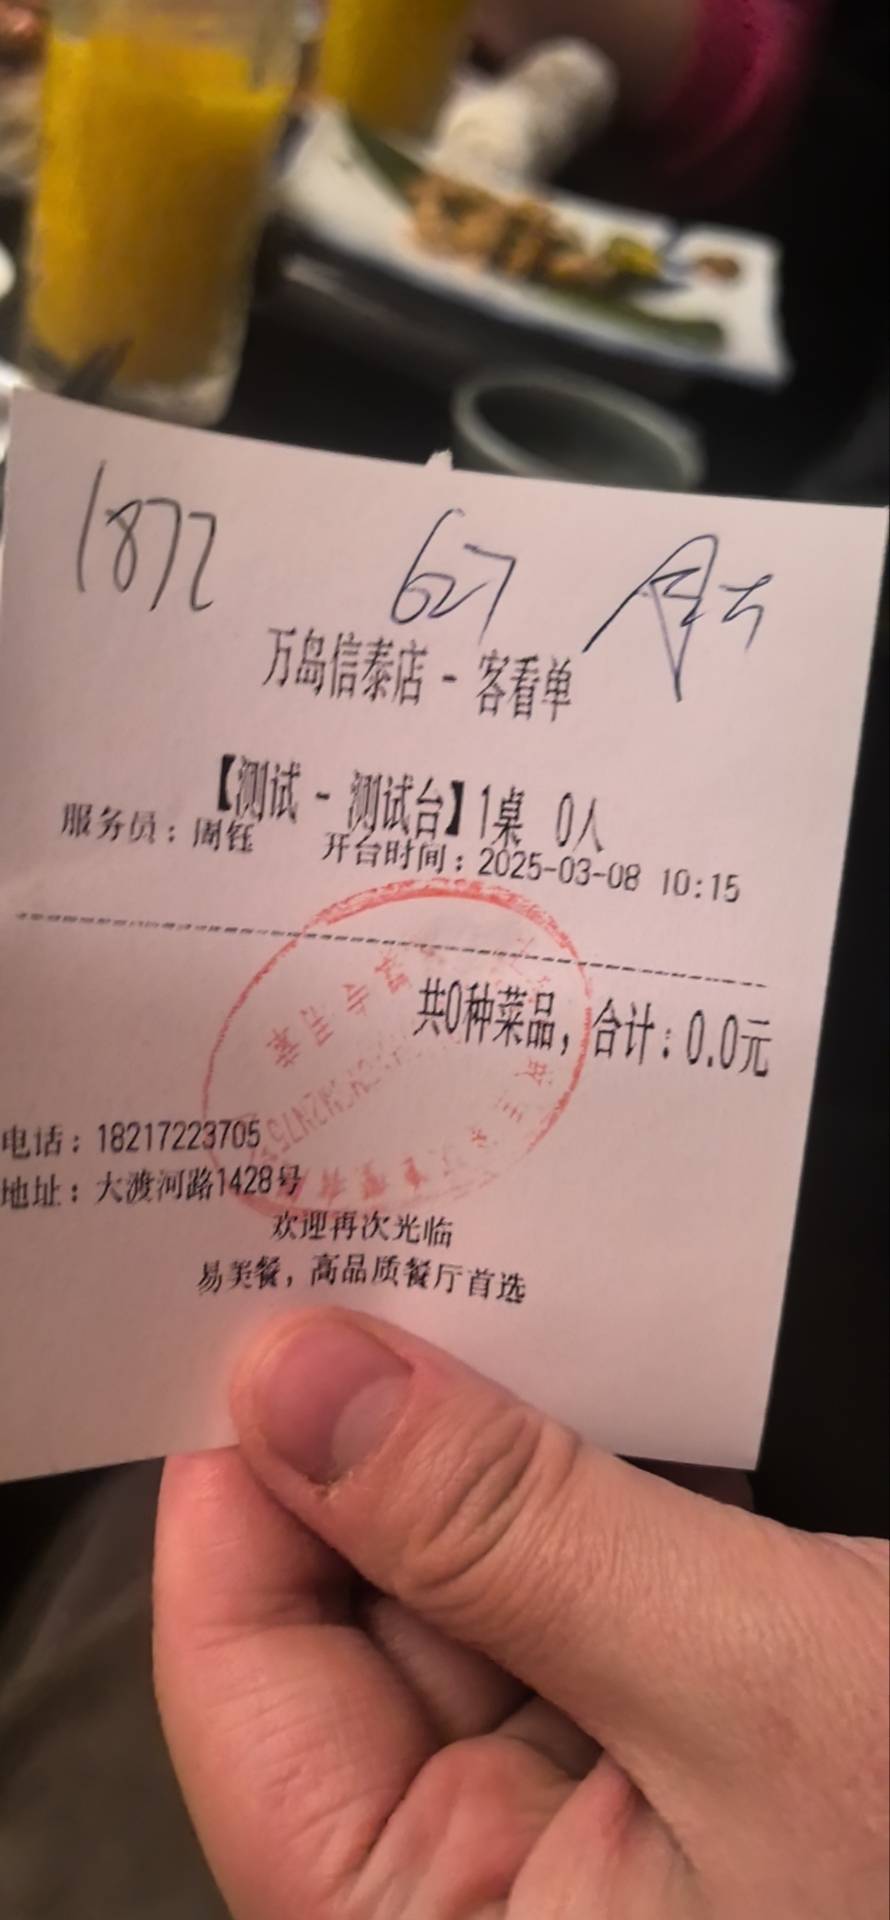 1872 627
万岛信泰店 - 客看单
【测试 - 测试台】1桌 0人
服务员：周钰 开台时间：2025-03-08 10:15
共0种菜品，合计：0.0元
电话：18217223705
地址：大渡河路1428号
欢迎再次光临
易美餐，高品质餐厅首选